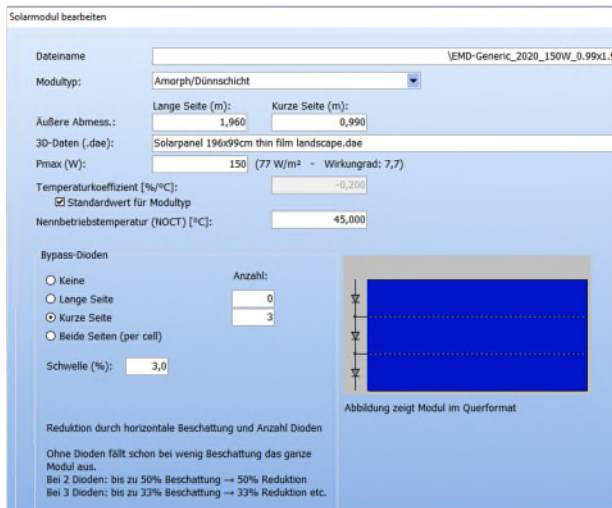 Solarmodul bearbeiten
Dateiname \EMD-Generic_2020_150W_0.99x1.9
Modultyp: Amorph/Dünnschicht
Lange Seite (m): Kurze Seite (m):
Äußere Abmess.: 1,960 0,990
3D-Daten (.dae): Solarpanel 196x99cm thin film landscape.dae
Pmax (W): 150 (77 W/m² - Wirkungrad: 7,7)
Temperaturkoeffizient [%/°C]: -0,200
Standardwert für Modultyp
Nennbetriebstemperatur (NOCT) [°C]: 45,000
Bypass-Dioden
Anzahl:
Keine
Lange Seite 0
Kurze Seite 3
Beide Seiten (per cell)
Schwelle (%): 3,0
Abbildung zeigt Modul im Querformat
Reduktion durch horizontale Beschattung und Anzahl Dioden
Ohne Dioden fällt schon bei wenig Beschattung das ganze
Modul aus.
Bei 2 Dioden: bis zu 50% Beschattung → 50% Reduktion
Bei 3 Dioden: bis zu 33% Beschattung → 33% Reduktion etc.